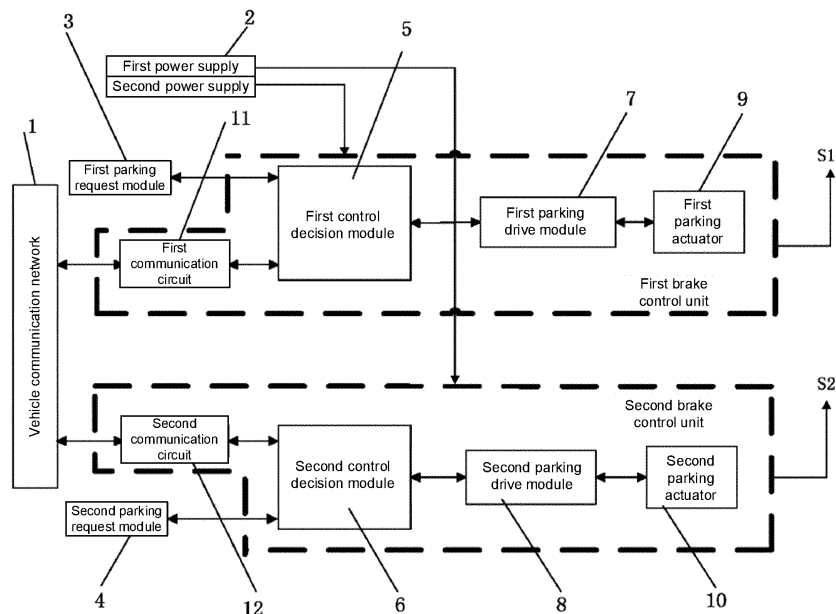 3
2
5
First power supply
Second power supply
7
9
11
1
S1
First parking
request module
First control
decision module
First parking
drive module
First
parking
actuator
First
communication
circuit
First brake
control unit
Vehicle communication network
S2
Second brake
control unit
Second
communication
circuit
Second control
decision module
Second parking
drive module
Second
parking
actuator
Second parking
request module
4
12
6
8
10